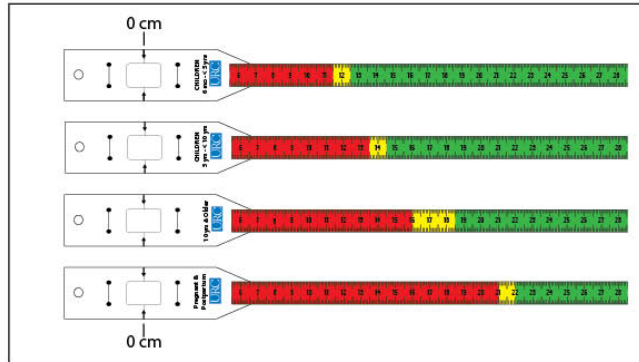 0 cm
CHILDREN
6 mo - < 5 yrs
URC
6 7 8 9 10 11 12 13 14 15 16 17 18 19 20 21 22 23 24 25 26 27 28
CHILDREN
5 yrs - < 10 yrs
URC
6 7 8 9 10 11 12 13 14 15 16 17 18 19 20 21 22 23 24 25 26 27 28
10 yrs & Older
URC
6 7 8 9 10 11 12 13 14 15 16 17 18 19 20 21 22 23 24 25 26 27 28
Pregnant &
Postpartum
URC
6 7 8 9 10 11 12 13 14 15 16 17 18 19 20 21 22 23 24 25 26 27 28
0 cm